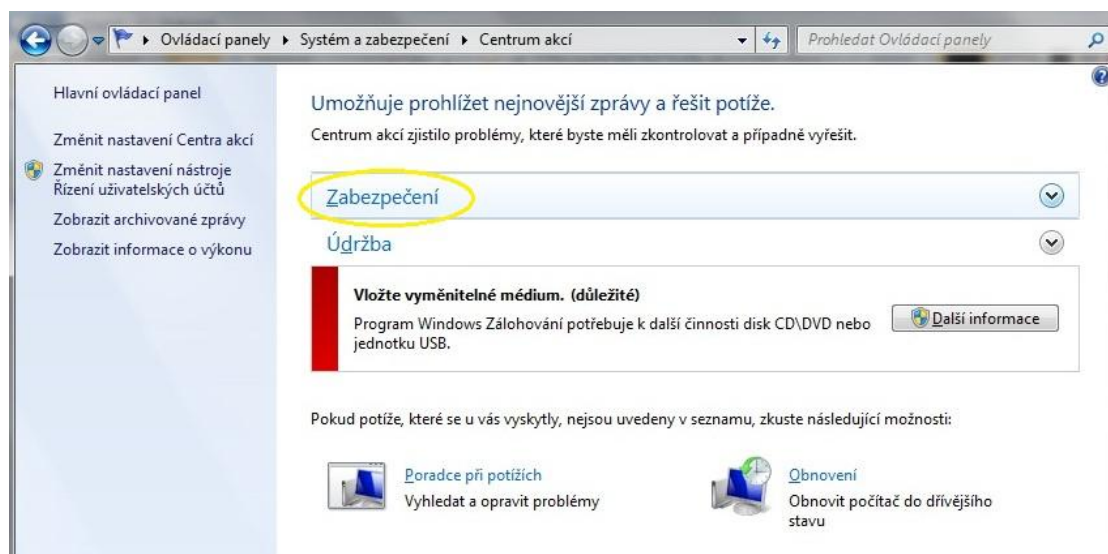 Ovládací panely ▸ Systém a zabezpečení ▸ Centrum akcí
Prohledat Ovládací panely
Hlavní ovládací panel
Změnit nastavení Centra akcí
Změnit nastavení nástroje
Řízení uživatelských účtů
Zobrazit archivované zprávy
Zobrazit informace o výkonu
Umožňuje prohlížet nejnovější zprávy a řešit potíže.
Centrum akcí zjistilo problémy, které byste měli zkontrolovat a případně vyřešit.
Zabezpečení
Údržba
Vložte vyměnitelné médium. (důležité)
Program Windows Zálohování potřebuje k další činnosti disk CD\DVD nebo
jednotku USB.
Další informace
Pokud potíže, které se u vás vyskytly, nejsou uvedeny v seznamu, zkuste následující možnosti:
Poradce při potížích
Vyhledat a opravit problémy
Obnovení
Obnovit počítač do dřívějšího
stavu